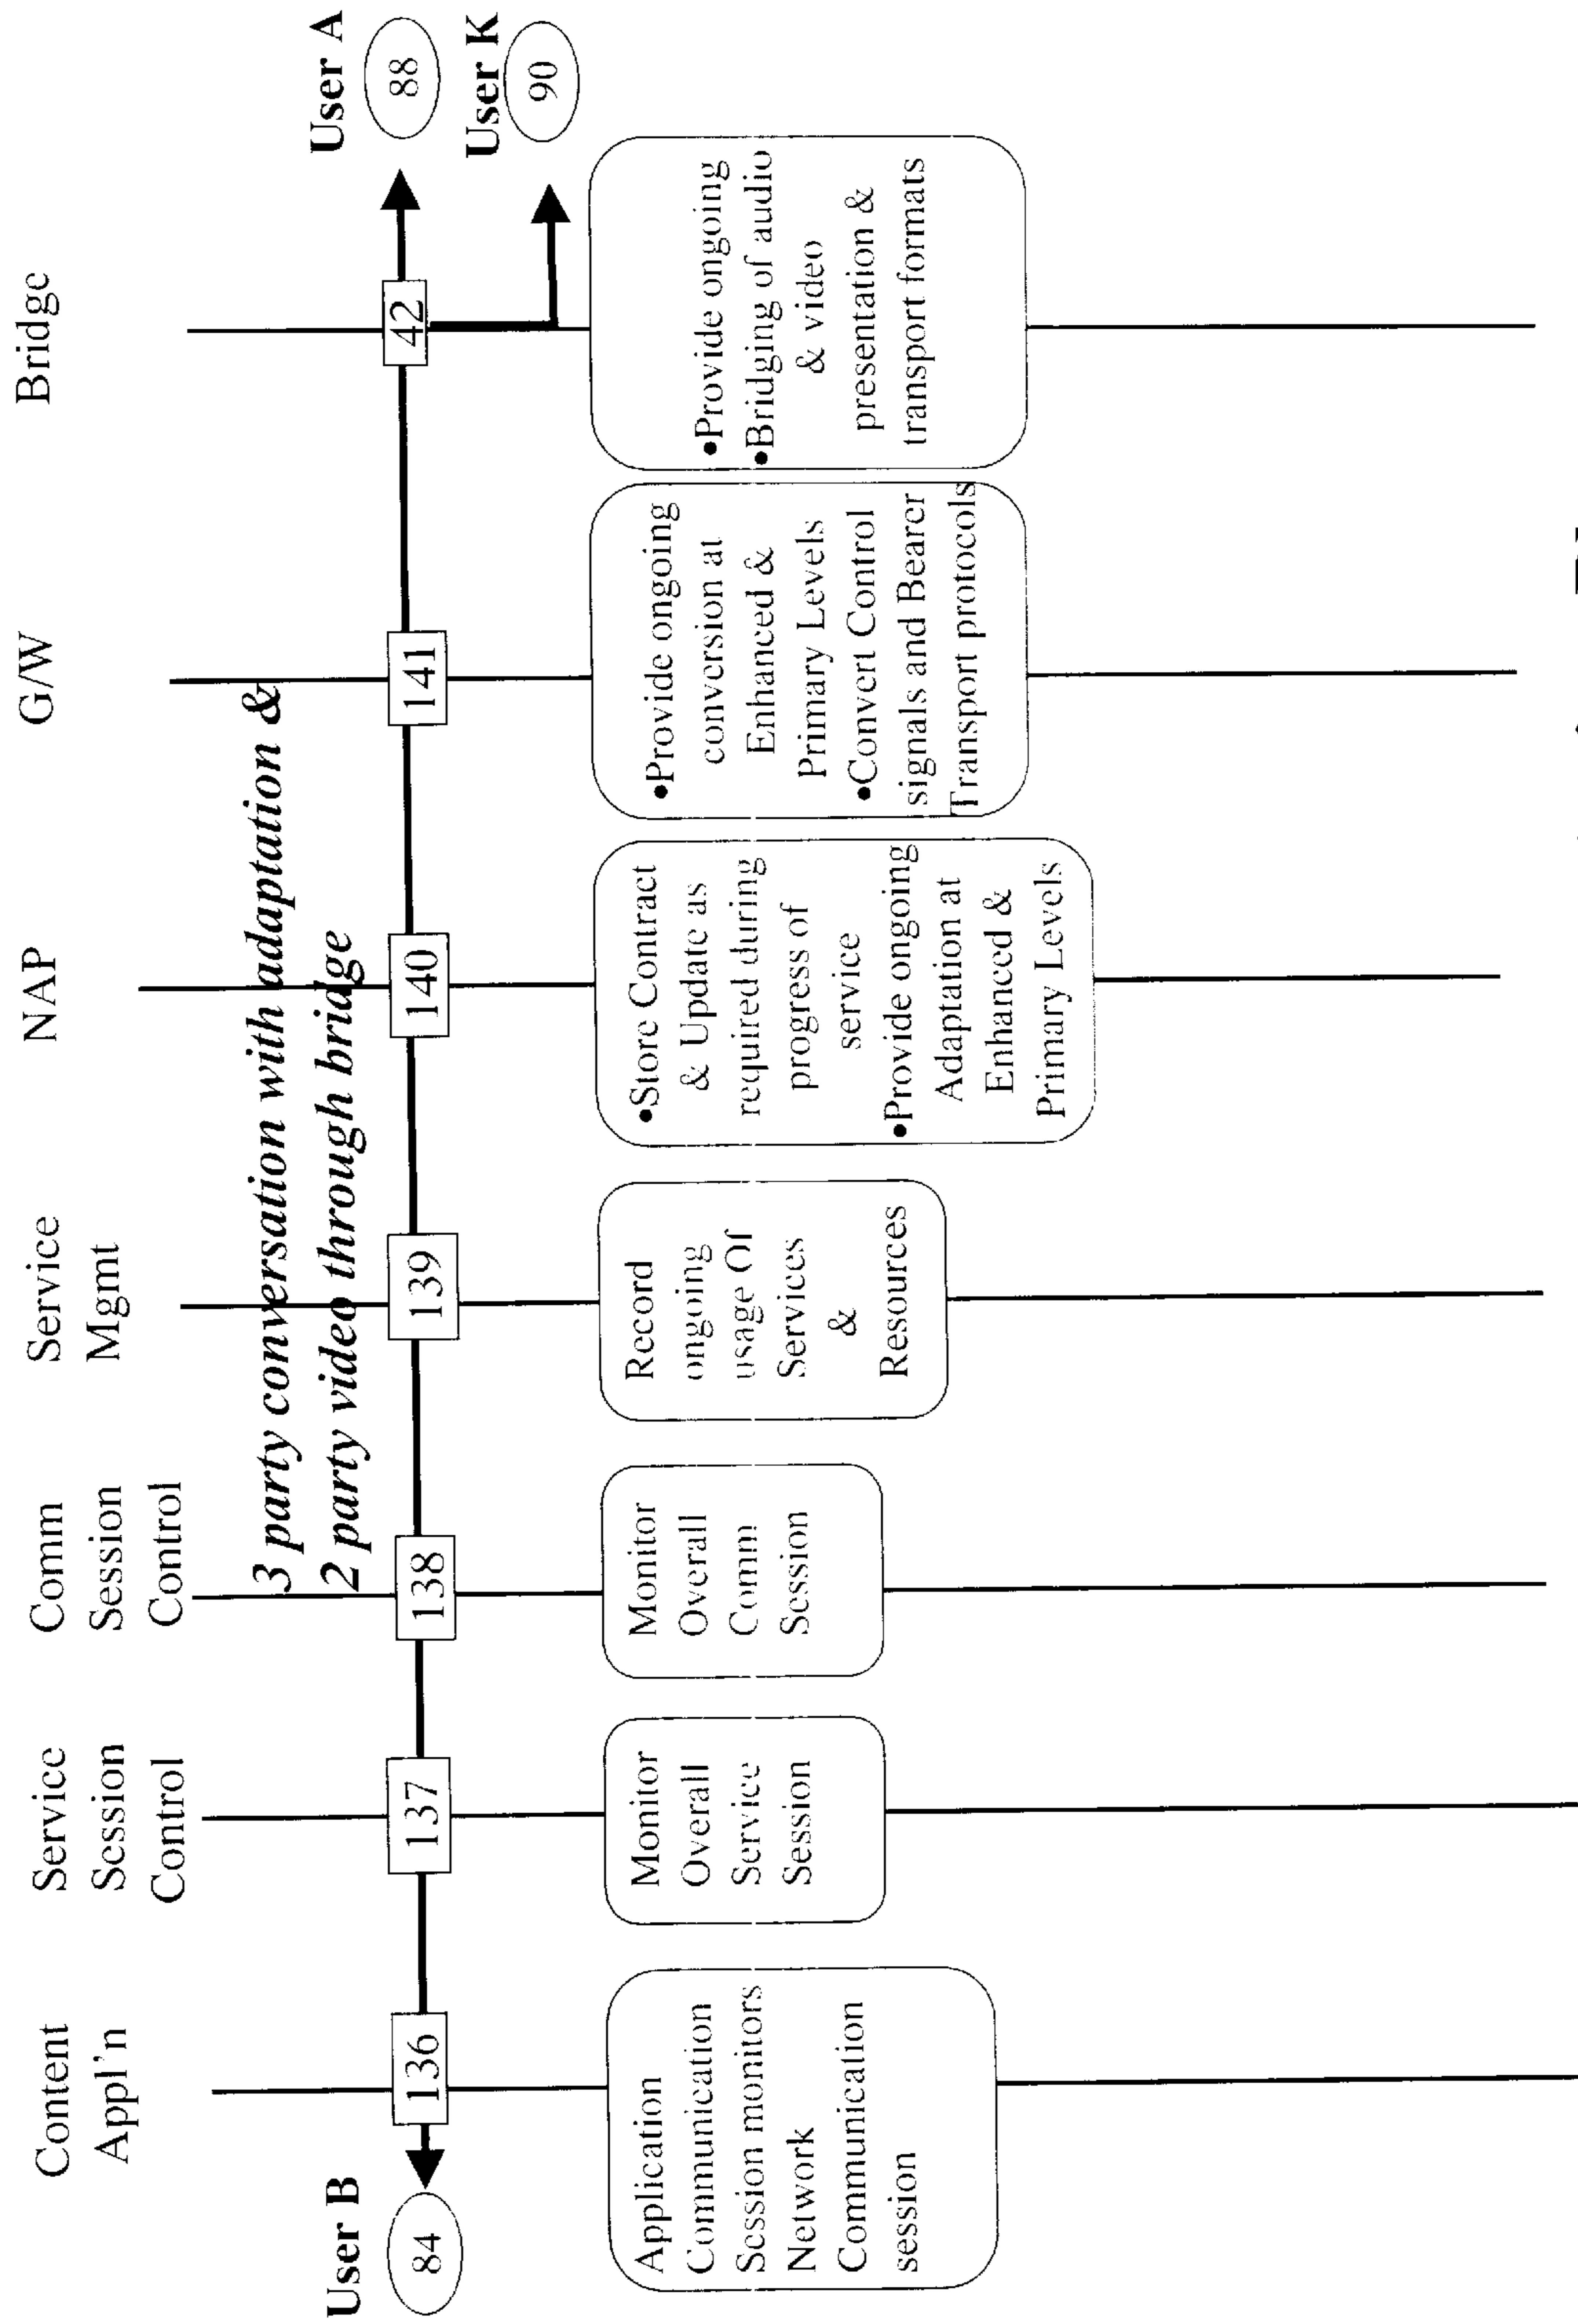 Content
Appl'n
Service
Session
Control
Comm
Session
Control
Service
Mgmt
NAP
G/W
Bridge
3 party conversation with adaptation &
2 party video through bridge
User B
84
136
137
138
139
140
141
42
User A
88
User K
90
Application
Communication
Session monitors
Network
Communication
session
Monitor
Overall
Service
Session
Monitor
Overall
Comm
Session
Record
ongoing
usage Of
Services
&
Resources
•Store Contract
& Update as
required during
progress of
service
•Provide ongoing
Adaptation at
Enhanced &
Primary Levels
•Provide ongoing
conversion at
Enhanced &
Primary Levels
•Convert Control
signals and Bearer
Transport protocols
•Provide ongoing
•Bridging of audio
& video
presentation &
transport formats